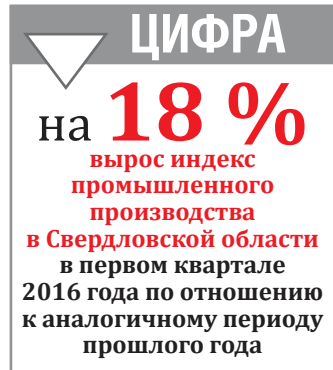 ЦИФРА
на 18 %
вырос индекс
промышленного
производства
в Свердловской области
в первом квартале
2016 года по отношению
к аналогичному периоду
прошлого года